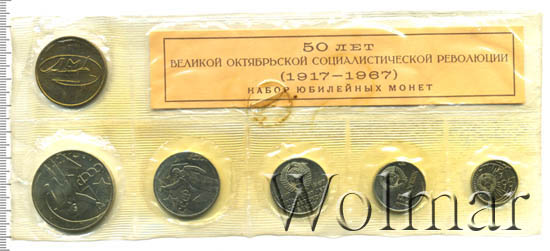 50 ЛЕТ
ВЕЛИКОЙ ОКТЯБРЬСКОЙ СОЦИАЛИСТИЧЕСКОЙ РЕВОЛЮЦИИ
(1917-1967)
НАБОР ЮБИЛЕЙНЫХ МОНЕТ
Wolmar